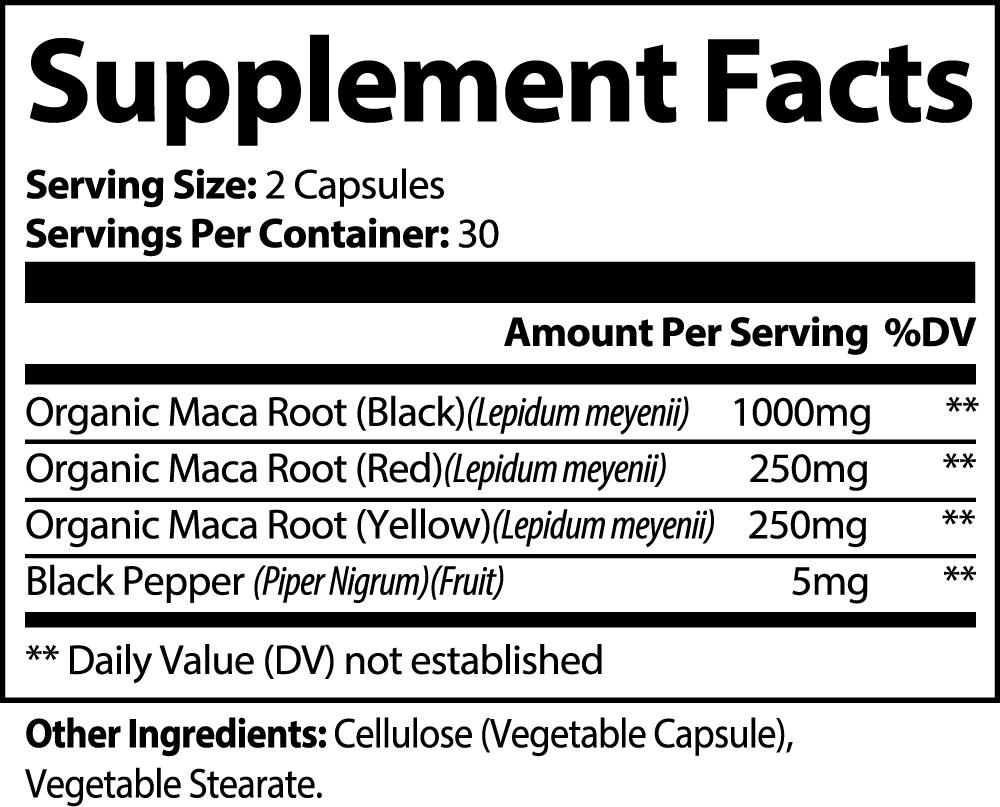 Supplement Facts
Serving Size: 2 Capsules
Servings Per Container: 30
Amount Per Serving %DV
Organic Maca Root (Black)(Lepidum meyenii) 1000mg **
Organic Maca Root (Red)(Lepidum meyenii) 250mg **
Organic Maca Root (Yellow)(Lepidum meyenii) 250mg **
Black Pepper (Piper Nigrum)(Fruit) 5mg **
** Daily Value (DV) not established
Other Ingredients: Cellulose (Vegetable Capsule),
Vegetable Stearate.